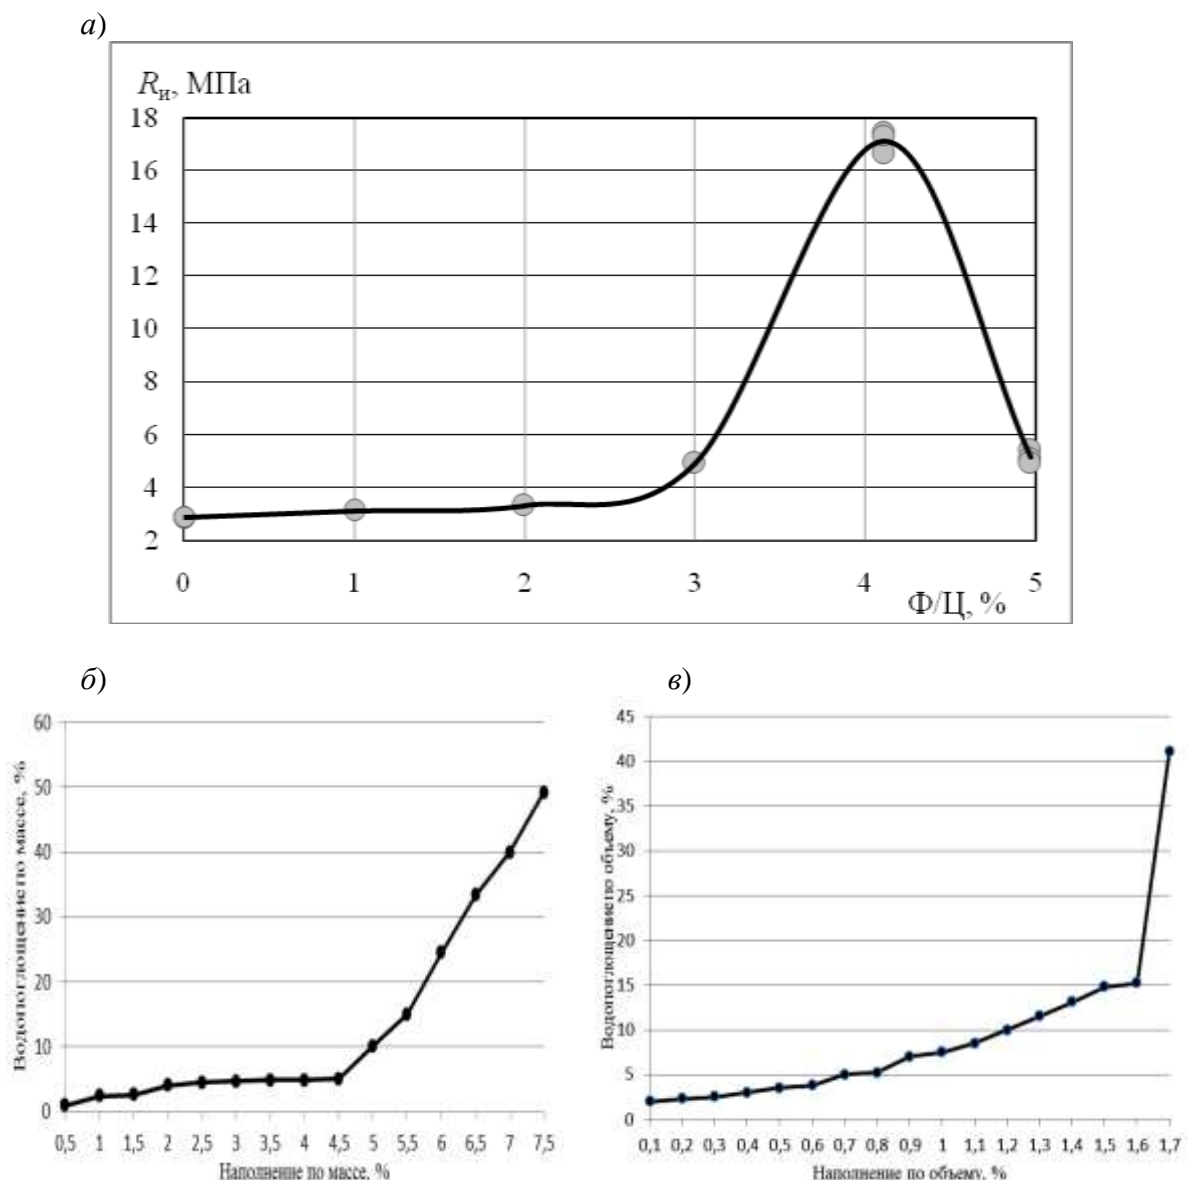 а)
Rи, МПа
18
16
14
12
10
8
6
4
2
0 1 2 3 4 5
Ф/Ц, %
б)
Водопоглощение по массе, %
60
50
40
30
20
10
0
0,5 1 1,5 2 2,5 3 3,5 4 4,5 5 5,5 6 6,5 7 7,5
Наполнение по массе, %
в)
Водопоглощение по объему, %
45
40
35
30
25
20
15
10
5
0
0,1 0,2 0,3 0,4 0,5 0,6 0,7 0,8 0,9 1 1,1 1,2 1,3 1,4 1,5 1,6 1,7
Наполнение по объему, %